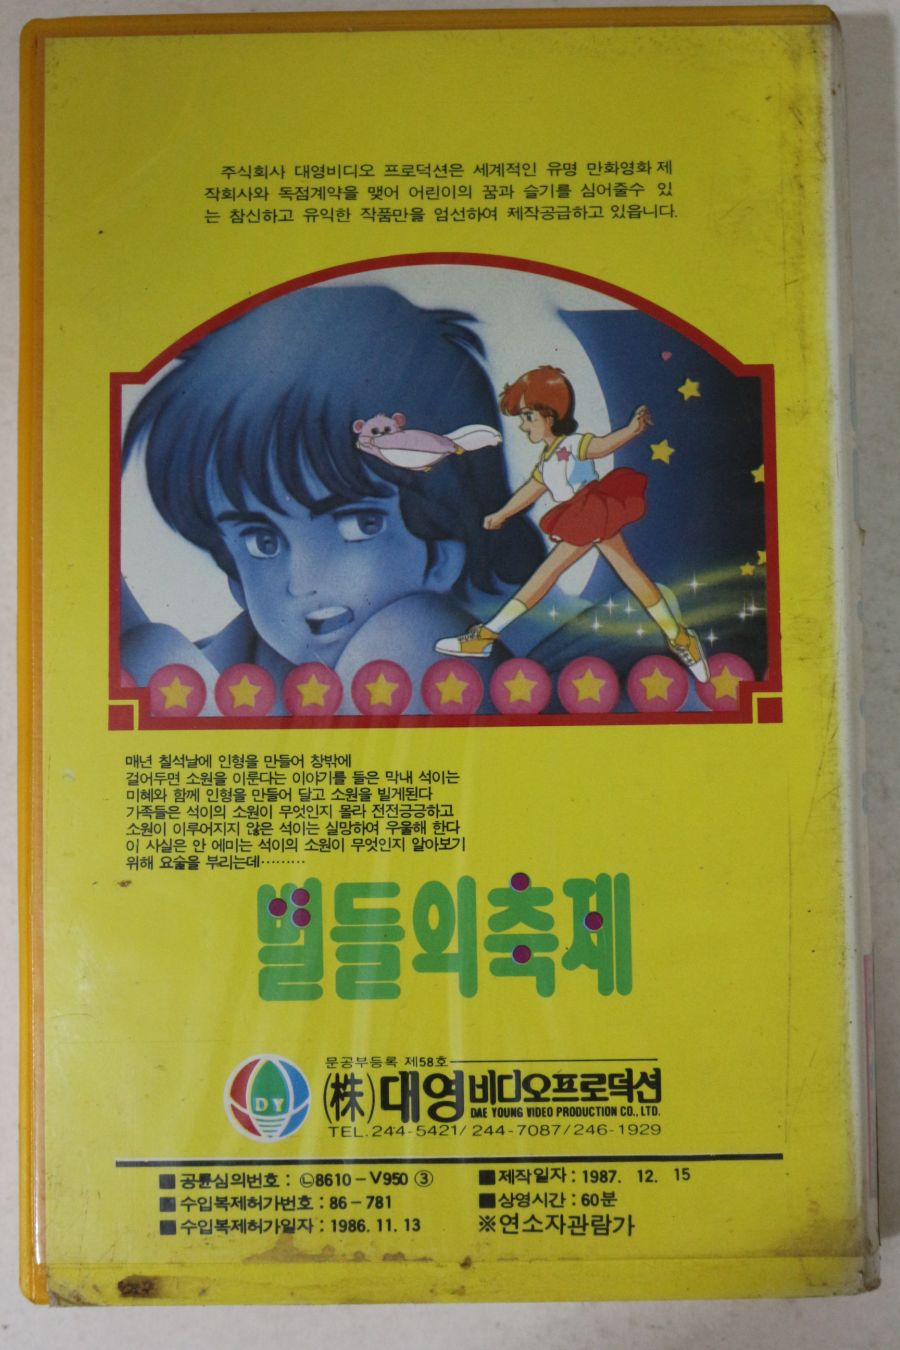 주식회사 대영비디오 프로덕션은 세계적인 유명 만화영화 제
작회사와 독점계약을 맺어 어린이의 꿈과 슬기를 심어줄수 있
는 참신하고 유익한 작품만을 엄선하여 제작공급하고 있읍니다.
매년 칠석날에 인형을 만들어 창밖에
걸어두면 소원을 이룬다는 이야기를 들은 막내 석이는
미혜와 함께 인형을 만들어 달고 소원을 빌게된다
가족들은 석이의 소원이 무엇인지 몰라 전전긍긍하고
소원이 이루어지지 않은 석이는 실망하여 우울해 한다
이 사실은 안 에미는 석이의 소원이 무엇인지 알아보기
위해 요술을 부리는데………
별들의축제
문공부등록 제58호
DY (株)대영비디오프로덕션
DAE YOUNG VIDEO PRODUCTION CO., LTD.
TEL. 244-5421/ 244-7087/246-1929
■공륜심의번호 : ㉡8610-V950 ③ ■제작일자 : 1987. 12. 15
■수입복제허가번호 : 86-781 ■상영시간 : 60분
■수입복제허가일자 : 1986. 11. 13 ※연소자관람가